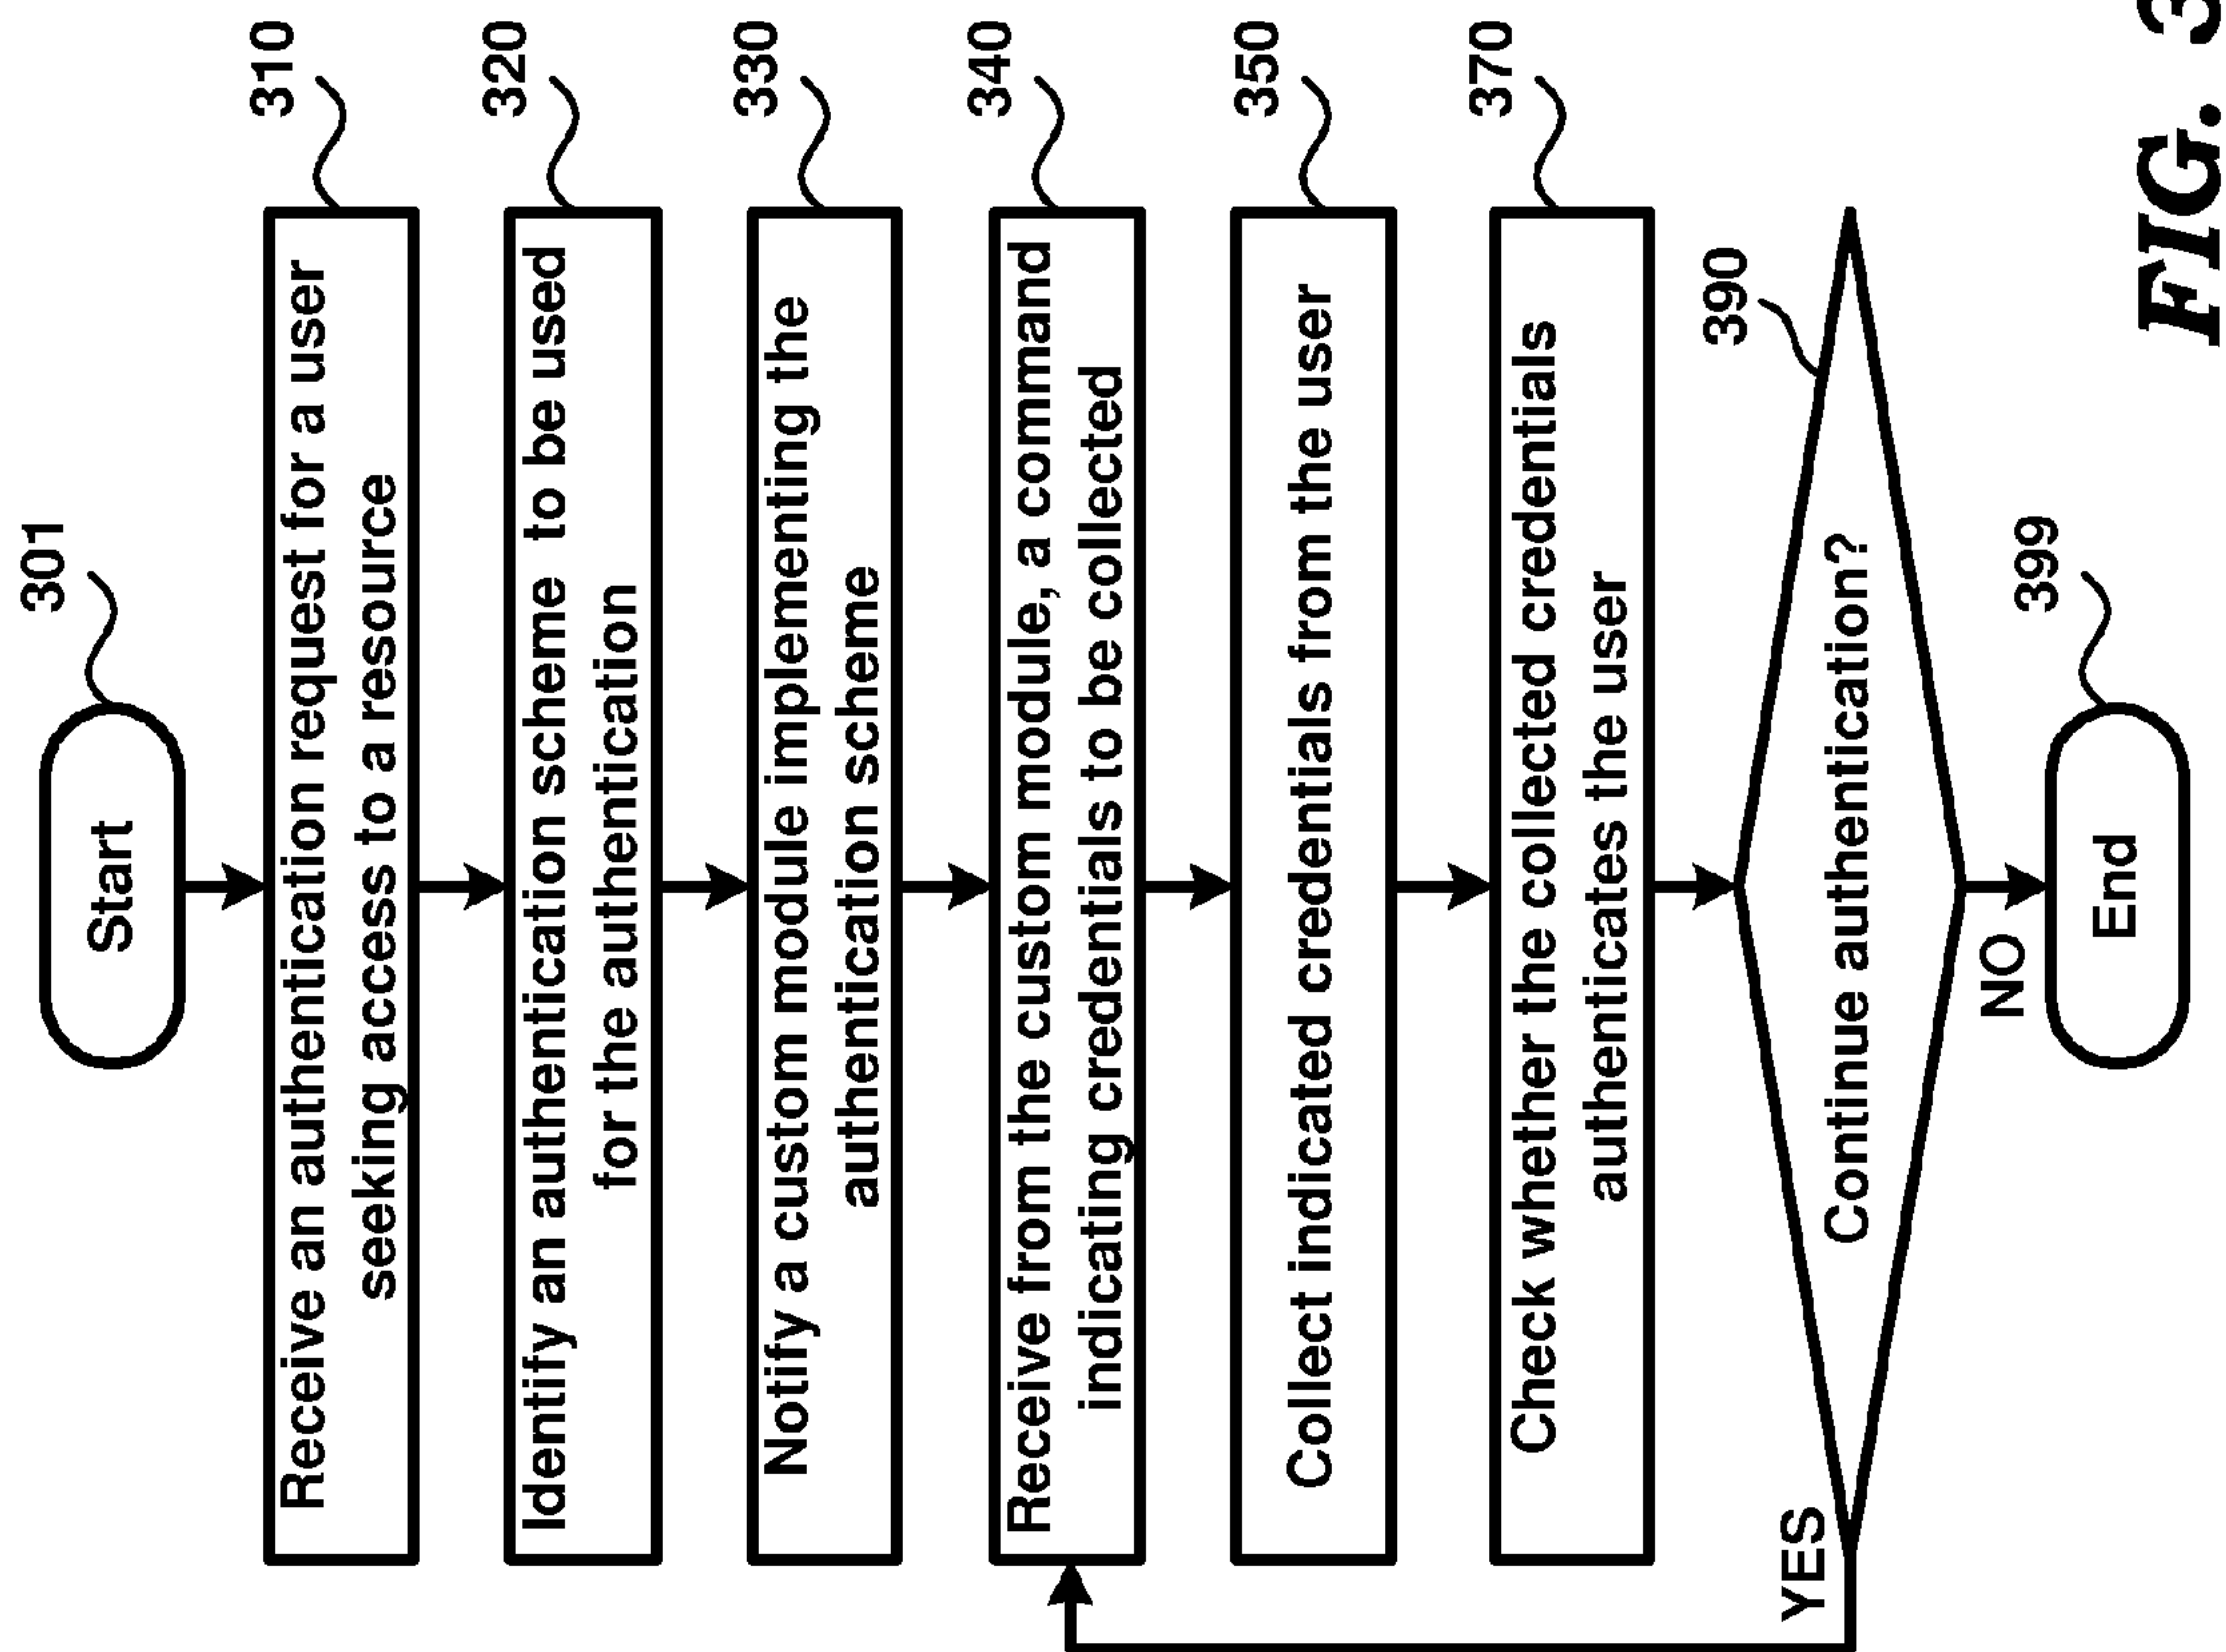 301
Start
310
Receive an authentication request for a user
seeking access to a resource
320
Identify an authentication scheme to be used
for the authentication
330
Notify a custom module implementing the
authentication scheme
340
Receive from the custom module, a command
indicating credentials to be collected
350
Collect indicated credentials from the user
370
Check whether the collected credentials
authenticates the user
390
YES
Continue authentication?
NO
399
End
FIG. 3